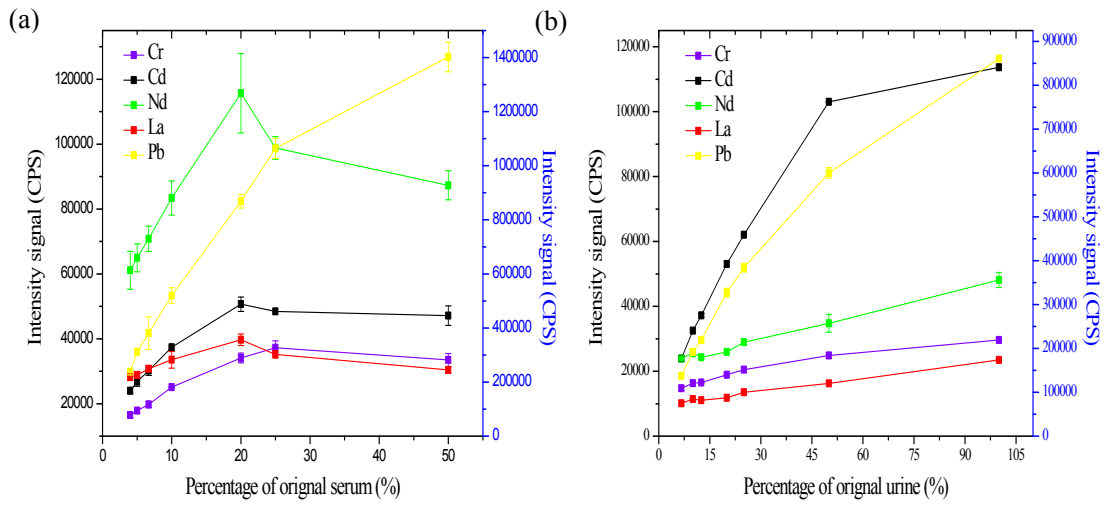 (a)
Cr
Cd
Nd
La
Pb
Intensity signal (CPS)
120000
100000
80000
60000
40000
20000
1400000
1200000
1000000
800000
600000
400000
200000
0
Intensity signal (CPS)
0 10 20 30 40 50
Percentage of orignal serum (%)
(b)
Cr
Cd
Nd
La
Pb
Intensity signal (CPS)
120000
100000
80000
60000
40000
20000
0
900000
800000
700000
600000
500000
400000
300000
200000
100000
0
Intensity signal (CPS)
0 15 30 45 60 75 90 105
Percentage of orignal urine (%)